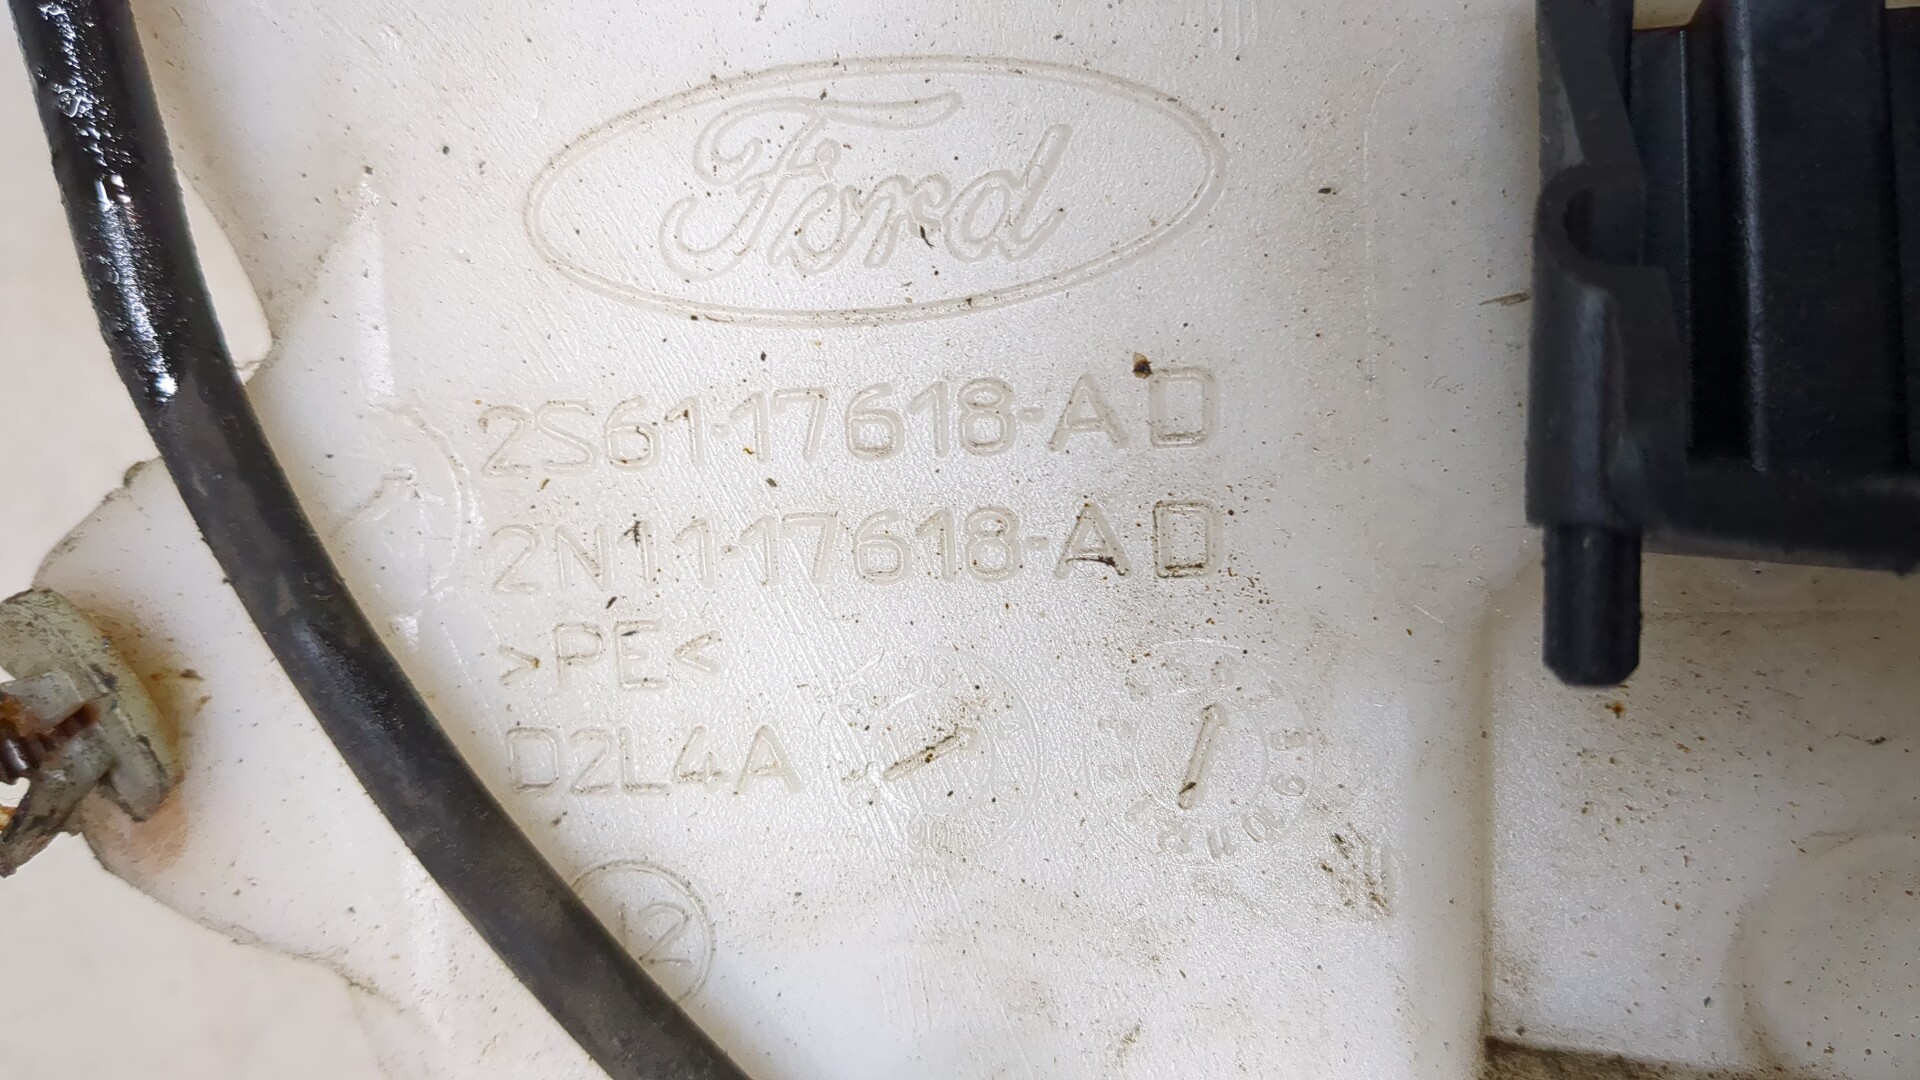 Ford
2S61-17618-AD
2N11-17618-AD
>PE<
D2L4A
12